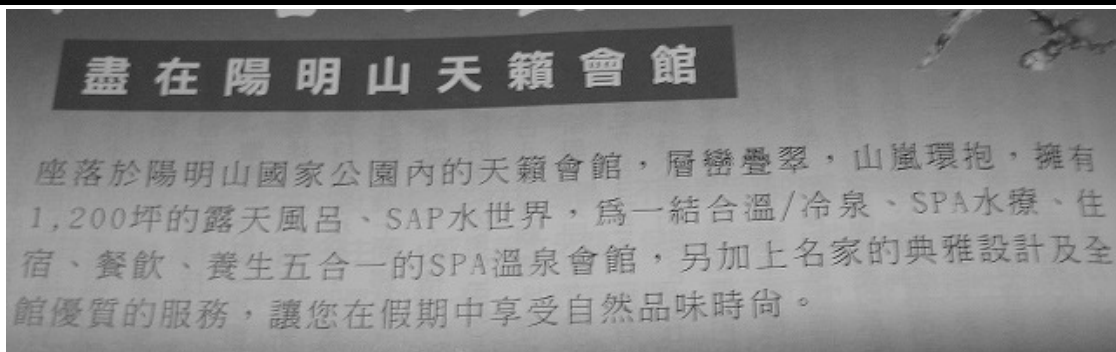 盡在陽明山天籟會館
座落於陽明山國家公園內的天籟會館，層巒疊翠，山嵐環抱，擁有
1,200坪的露天風呂、SAP水世界，為一結合溫/冷泉、SPA水療、住
宿、餐飲、養生五合一的SPA溫泉會館，另加上名家的典雅設計及全
館優質的服務，讓您在假期中享受自然品味時尚。